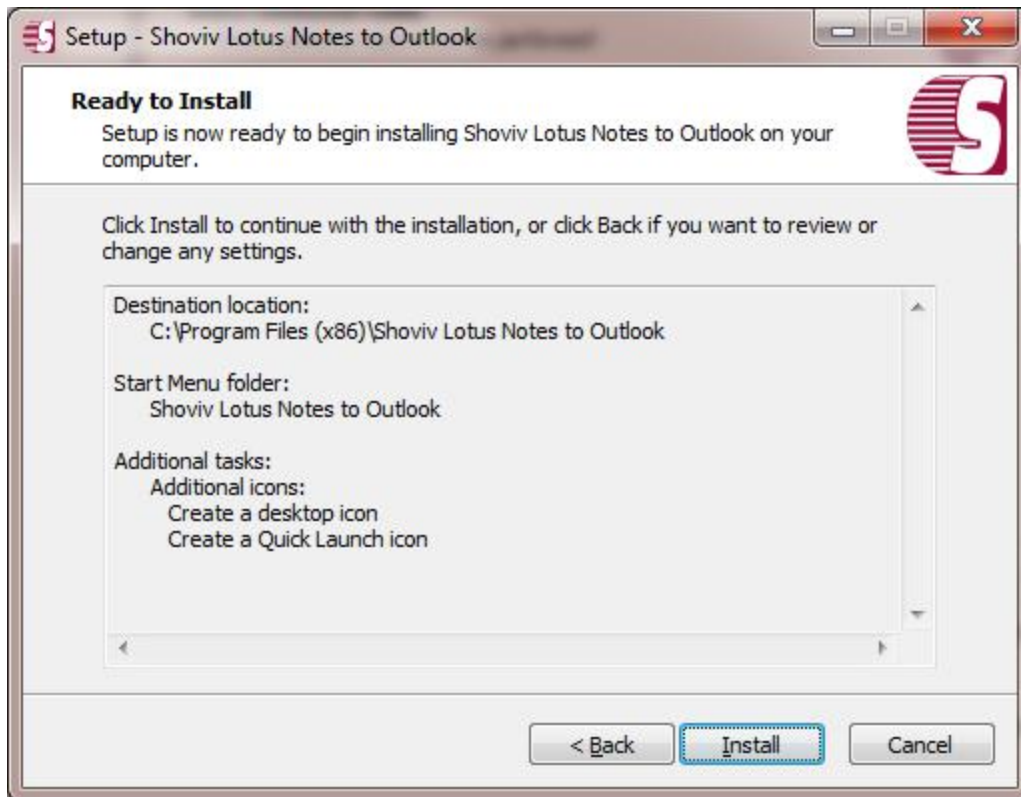 Setup - Shoviv Lotus Notes to Outlook
Ready to Install
Setup is now ready to begin installing Shoviv Lotus Notes to Outlook on your
computer.
Click Install to continue with the installation, or click Back if you want to review or
change any settings.
Destination location:
C:\Program Files (x86)\Shoviv Lotus Notes to Outlook
Start Menu folder:
Shoviv Lotus Notes to Outlook
Additional tasks:
Additional icons:
Create a desktop icon
Create a Quick Launch icon
< Back Install Cancel